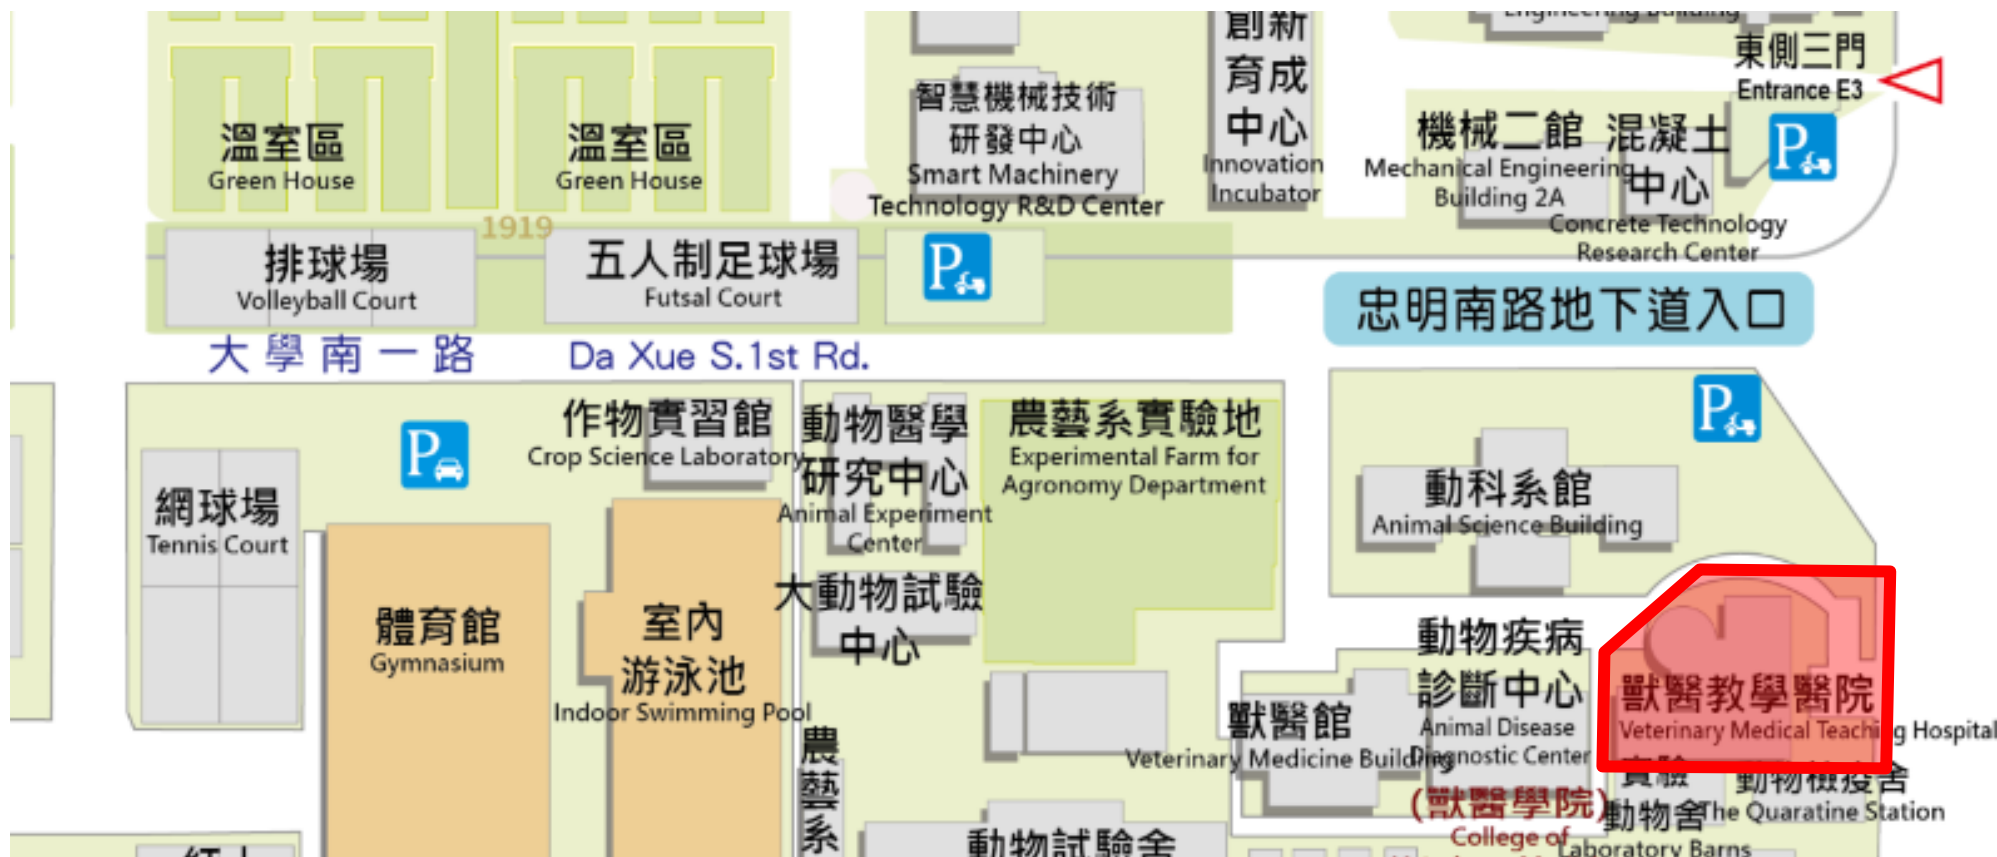 Engineering Building
創新
育成
中心
Innovation
Incubator
東側三門
Entrance E3
智慧機械技術
研發中心
Smart Machinery
Technology R&D Center
機械二館
Mechanical Engineering
Building 2A
混凝土
中心
Concrete Technology
Research Center
P
溫室區
Green House
溫室區
Green House
1919
排球場
Volleyball Court
五人制足球場
Futsal Court
P
忠明南路地下道入口
大學南一路 Da Xue S.1st Rd.
P
作物實習館
Crop Science Laboratory
動物醫學
研究中心
Animal Experiment
Center
農藝系實驗地
Experimental Farm for
Agronomy Department
P
動科系館
Animal Science Building
網球場
Tennis Court
體育館
Gymnasium
室內
游泳池
Indoor Swimming Pool
大動物試驗
中心
動物疾病
診斷中心
Animal Disease
Diagnostic Center
獸醫館
Veterinary Medicine Building
獸醫教學醫院
Veterinary Medical Teaching Hospital
實驗
動物舍
Laboratory Barns
動物檢疫舍
The Quaratine Station
(獸醫學院)
College of
農
藝
系
動物試驗舍